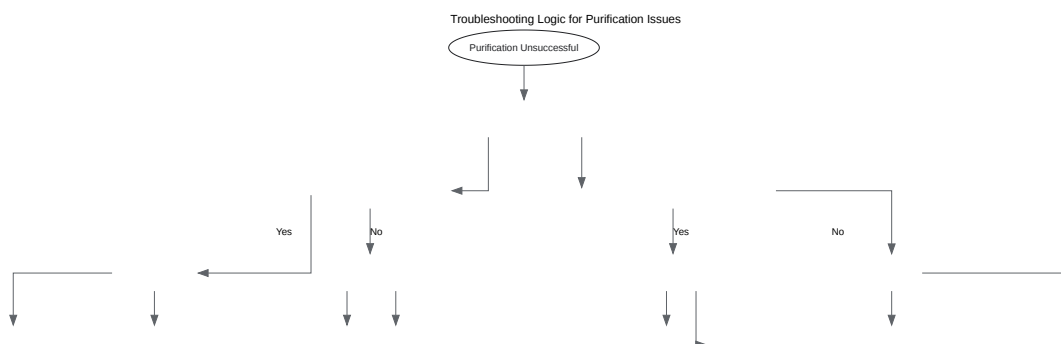 Troubleshooting Logic for Purification Issues
Purification Unsuccessful
Yes
No
Yes
No